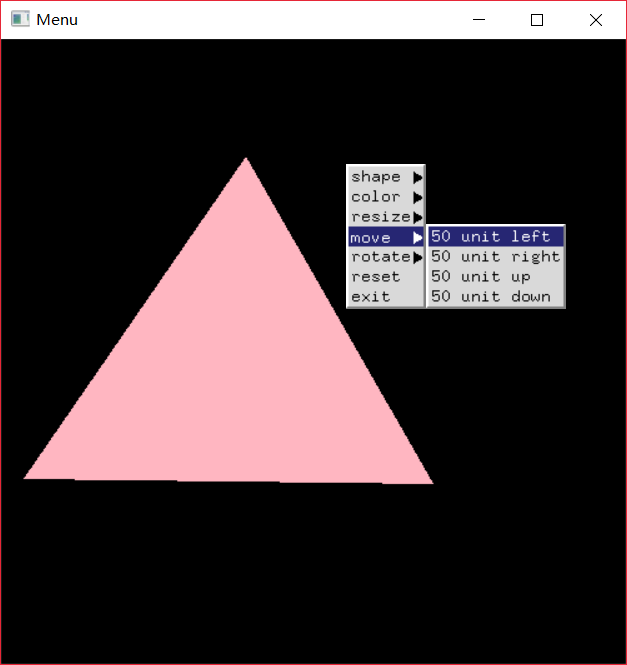 Menu
shape
color
resize
move
rotate
reset
exit
50 unit left
50 unit right
50 unit up
50 unit down